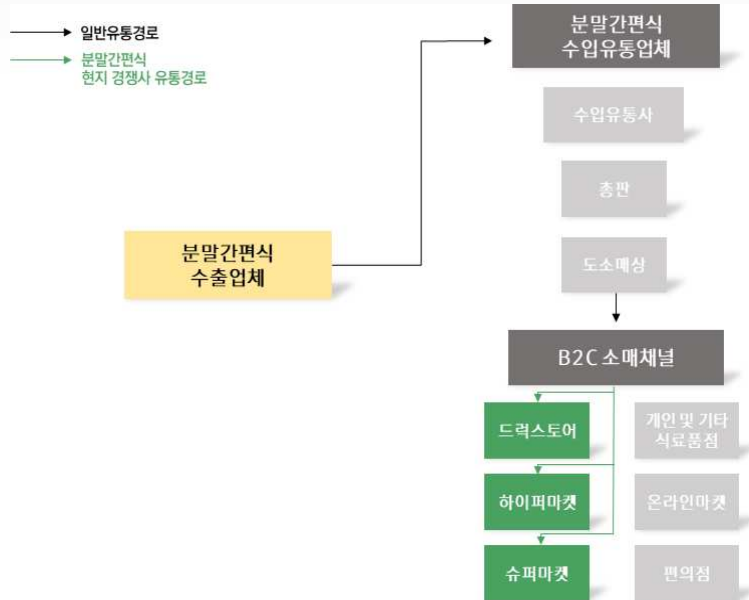 일반유통경로
분말간편식
현지 경쟁사 유통경로
분말간편식
수입유통업체
수입유통사
총판
분말간편식
수출업체
도소매상
B2C 소매채널
드럭스토어
개인 및 기타
식료품점
하이퍼마켓
온라인마켓
슈퍼마켓
편의점